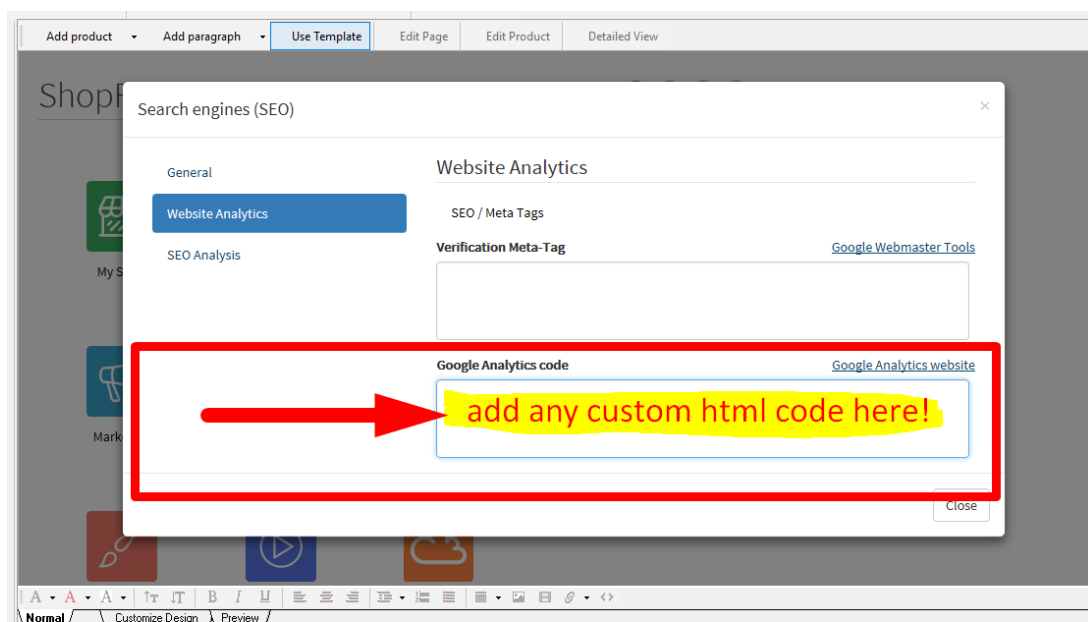 Add product Add paragraph Use Template Edit Page Edit Product Detailed View
Search engines (SEO) ×
General
Website Analytics
SEO Analysis
Website Analytics
SEO / Meta Tags
Verification Meta-Tag Google Webmaster Tools
Google Analytics code Google Analytics website
add any custom html code here!
Close
My S
Mark
A A A B I U
Normal Customize Design Preview